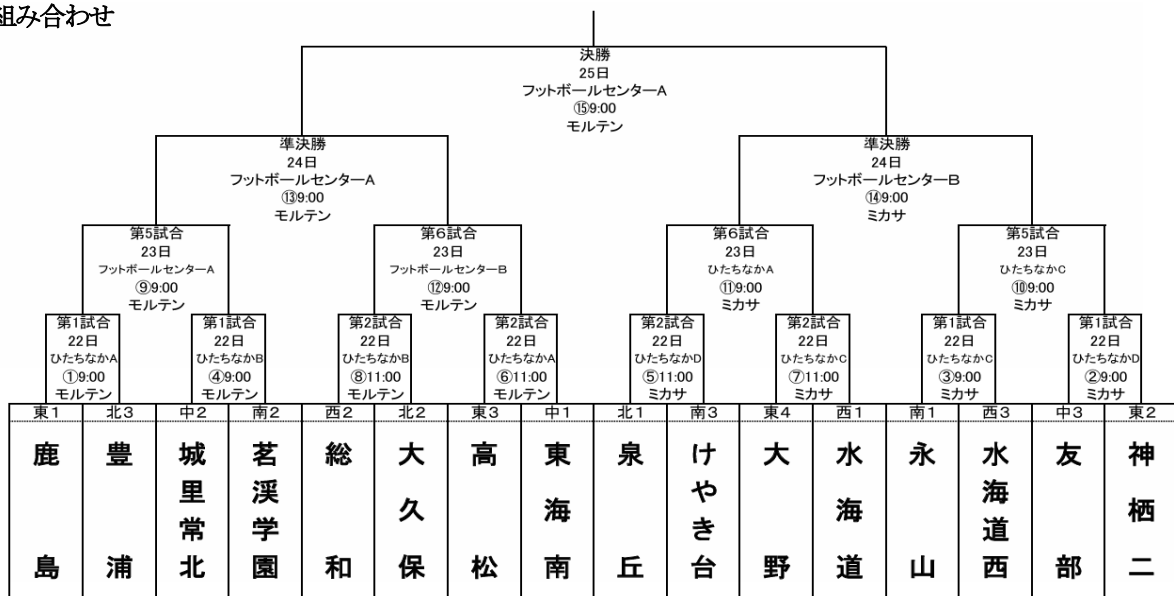 組み合わせ
決勝
25日
フットボールセンターA
⑮9:00
モルテン
準決勝
24日
フットボールセンターA
⑬9:00
モルテン
準決勝
24日
フットボールセンターB
⑭9:00
ミカサ
第5試合
23日
フットボールセンターA
⑨9:00
モルテン
第6試合
23日
フットボールセンターB
⑫9:00
モルテン
第6試合
23日
ひたちなかA
⑪9:00
ミカサ
第5試合
23日
ひたちなかC
⑩9:00
ミカサ
第1試合
22日
ひたちなかA
①9:00
モルテン
第1試合
22日
ひたちなかB
④9:00
モルテン
第2試合
22日
ひたちなかB
⑧11:00
モルテン
第2試合
22日
ひたちなかA
⑥11:00
モルテン
第2試合
22日
ひたちなかD
⑤11:00
ミカサ
第2試合
22日
ひたちなかC
⑦11:00
ミカサ
第1試合
22日
ひたちなかC
③9:00
ミカサ
第1試合
22日
ひたちなかD
②9:00
ミカサ
東1
北3
中2
南2
西2
北2
東3
中1
北1
南3
東4
西1
南1
西3
中3
東2
鹿島
豊浦
城里常北
茗渓学園
総和
大久保
高松
東海南
泉丘
けやき台
大野
水海道
永山
水海道西
友部
神栖二